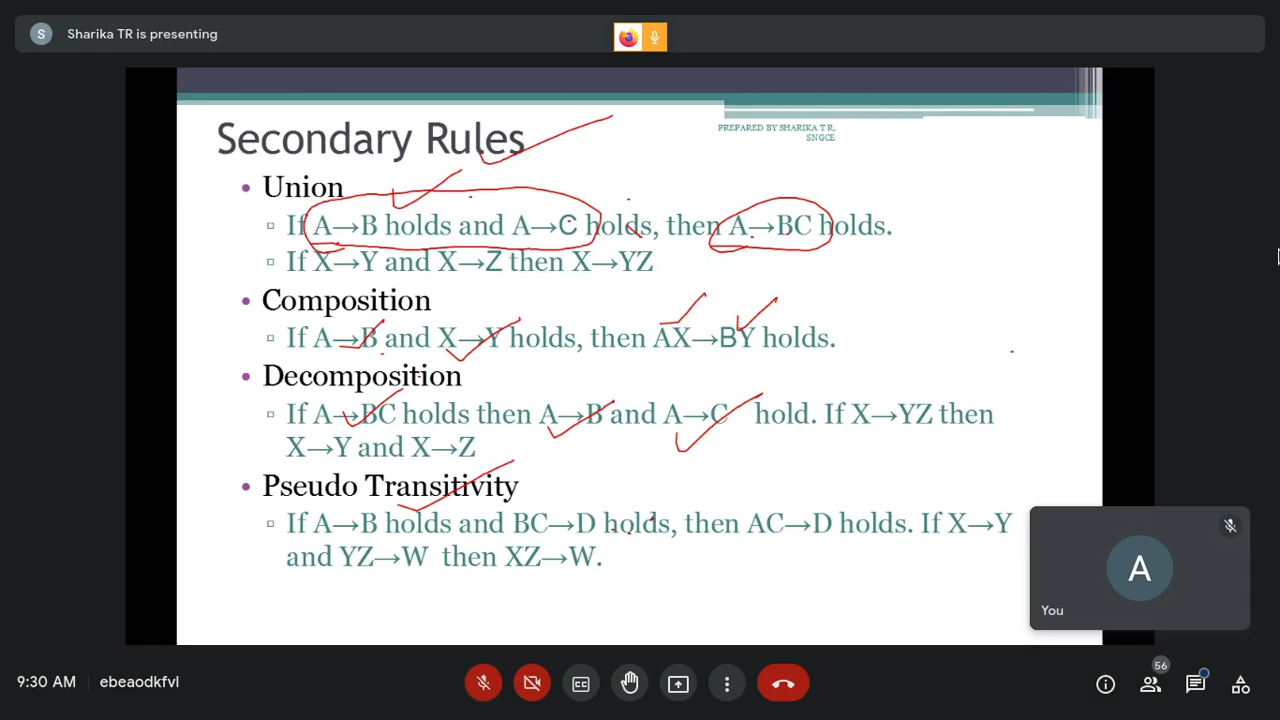 S Sharika TR is presenting
PREPARED BY SHARIKA T R,
SNGCE
Secondary Rules
• Union
▫ If A→B holds and A→C holds, then A→BC holds.
▫ If X→Y and X→Z then X→YZ
• Composition
▫ If A→B and X→Y holds, then AX→BY holds.
• Decomposition
▫ If A→BC holds then A→B and A→C hold. If X→YZ then
X→Y and X→Z
• Pseudo Transitivity
▫ If A→B holds and BC→D holds, then AC→D holds. If X→Y
and YZ→W then XZ→W.
A
You
9:30 AM | ebeaodkfvl
CC
56